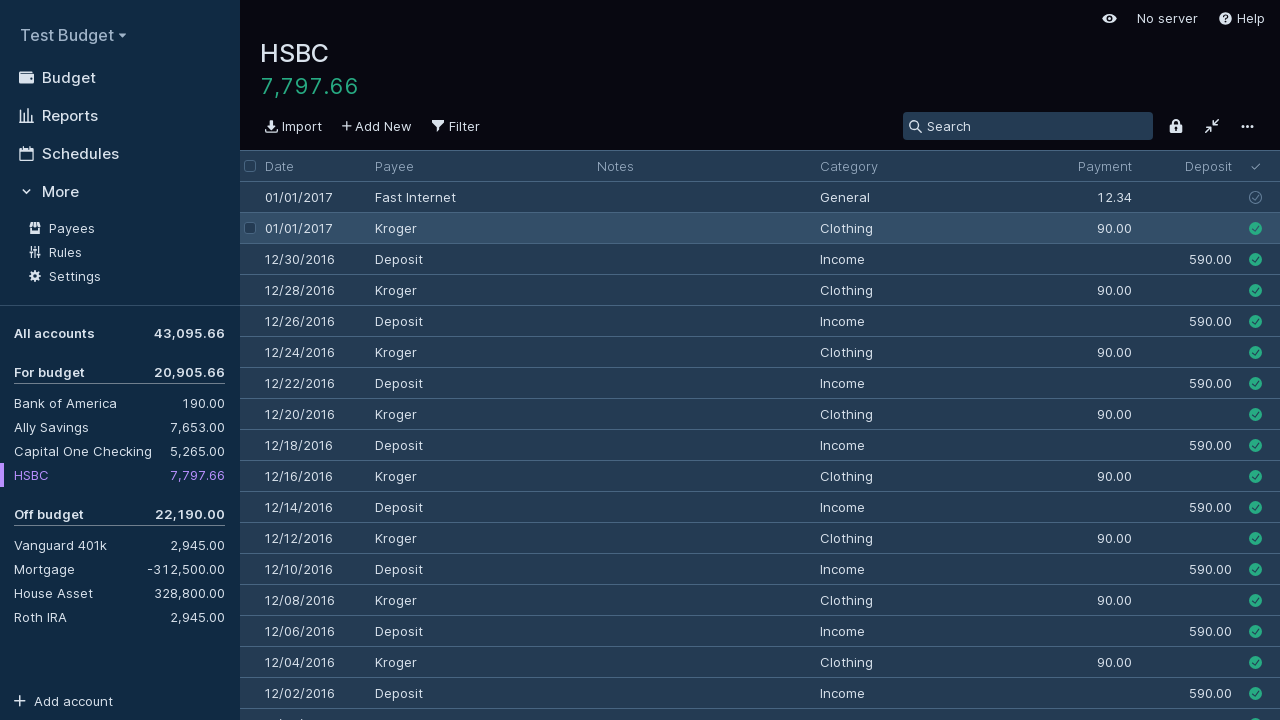 Test Budget
Budget
Reports
Schedules
More
Payees
Rules
Settings
All accounts 43,095.66
For budget 20,905.66
Bank of America 190.00
Ally Savings 7,653.00
Capital One Checking 5,265.00
HSBC 7,797.66
Off budget 22,190.00
Vanguard 401k 2,945.00
Mortgage -312,500.00
House Asset 328,800.00
Roth IRA 2,945.00
Add account
No server Help
HSBC
7,797.66
Import Add New Filter Search
Date Payee Notes Category Payment Deposit
01/01/2017 Fast Internet General 12.34
01/01/2017 Kroger Clothing 90.00
12/30/2016 Deposit Income 590.00
12/28/2016 Kroger Clothing 90.00
12/26/2016 Deposit Income 590.00
12/24/2016 Kroger Clothing 90.00
12/22/2016 Deposit Income 590.00
12/20/2016 Kroger Clothing 90.00
12/18/2016 Deposit Income 590.00
12/16/2016 Kroger Clothing 90.00
12/14/2016 Deposit Income 590.00
12/12/2016 Kroger Clothing 90.00
12/10/2016 Deposit Income 590.00
12/08/2016 Kroger Clothing 90.00
12/06/2016 Deposit Income 590.00
12/04/2016 Kroger Clothing 90.00
12/02/2016 Deposit Income 590.00